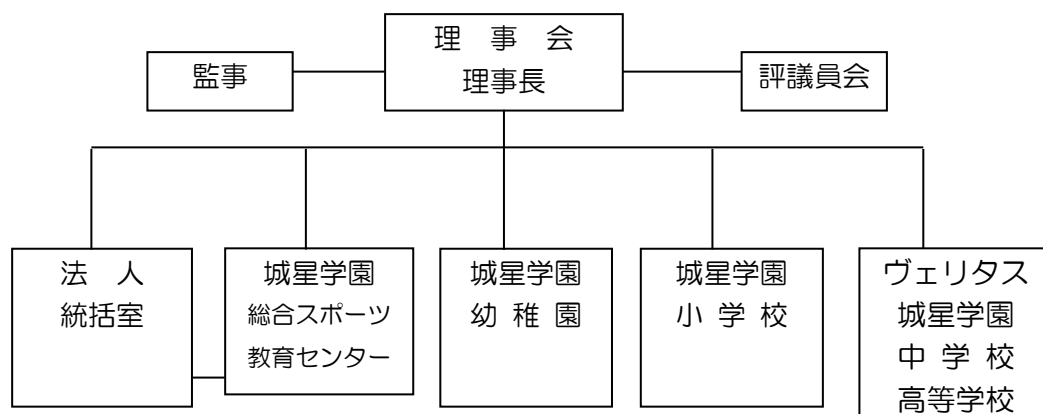 理　事　会
理事長
監事
評議員会
法　人
統括室
城星学園
総合スポーツ
教育センター
城星学園
幼 稚 園
城星学園
小 学 校
ヴェリタス
城星学園
中 学 校
高等学校